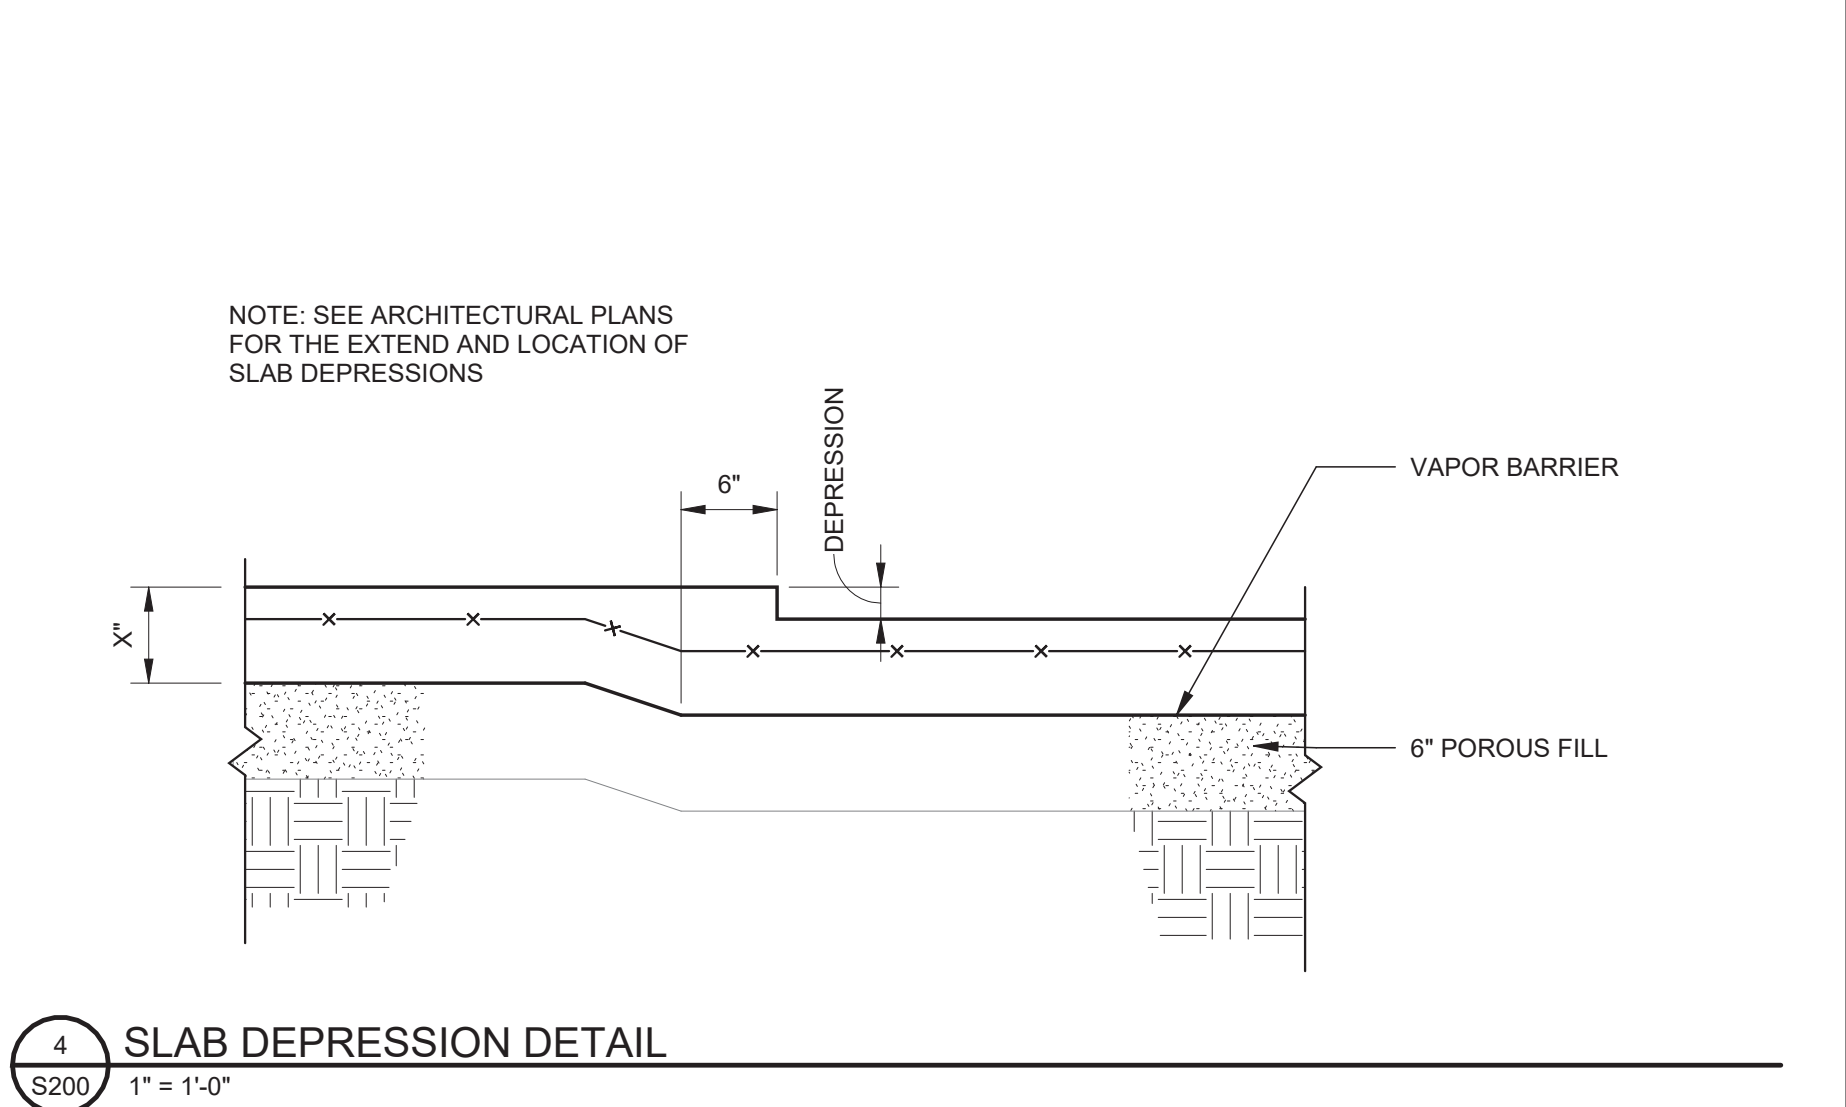 NOTE: SEE ARCHITECTURAL PLANS
FOR THE EXTEND AND LOCATION OF
SLAB DEPRESSIONS
DEPRESSION
6"
VAPOR BARRIER
X"
6" POROUS FILL
4
SLAB DEPRESSION DETAIL
S200
1" = 1'-0"